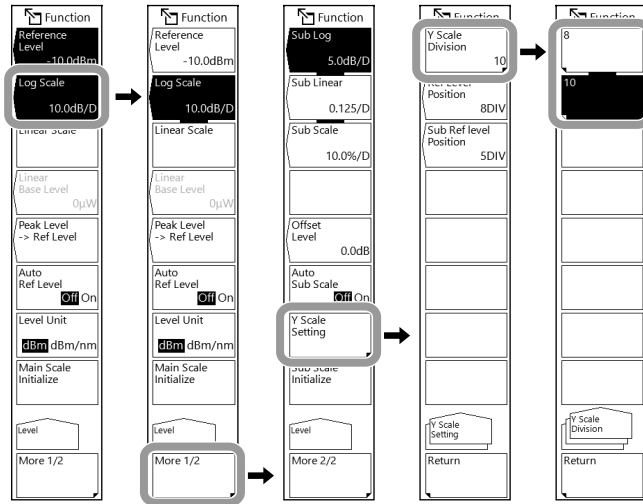 Function
Reference
Level
-10.0dBm
Log Scale
10.0dB/D
Linear Scale
Linear
Base Level
0µW
Peak Level
-> Ref Level
Auto
Ref Level
Off On
Level Unit
dBm dBm/nm
Main Scale
Initialize
Level
More 1/2
Function
Reference
Level
-10.0dBm
Log Scale
10.0dB/D
Linear Scale
Linear
Base Level
0µW
Peak Level
-> Ref Level
Auto
Ref Level
Off On
Level Unit
dBm dBm/nm
Main Scale
Initialize
Level
More 1/2
Function
Sub Log
5.0dB/D
Sub Linear
0.125/D
Sub Scale
10.0%/D
Offset
Level
0.0dB
Auto
Sub Scale
Off On
Y Scale
Setting
Sub Scale
Initialize
Level
More 2/2
Function
Y Scale
Division
10
Ref Level
Position
8DIV
Sub Ref level
Position
5DIV
Y Scale
Setting
Return
Function
8
10
Y Scale
Division
Return